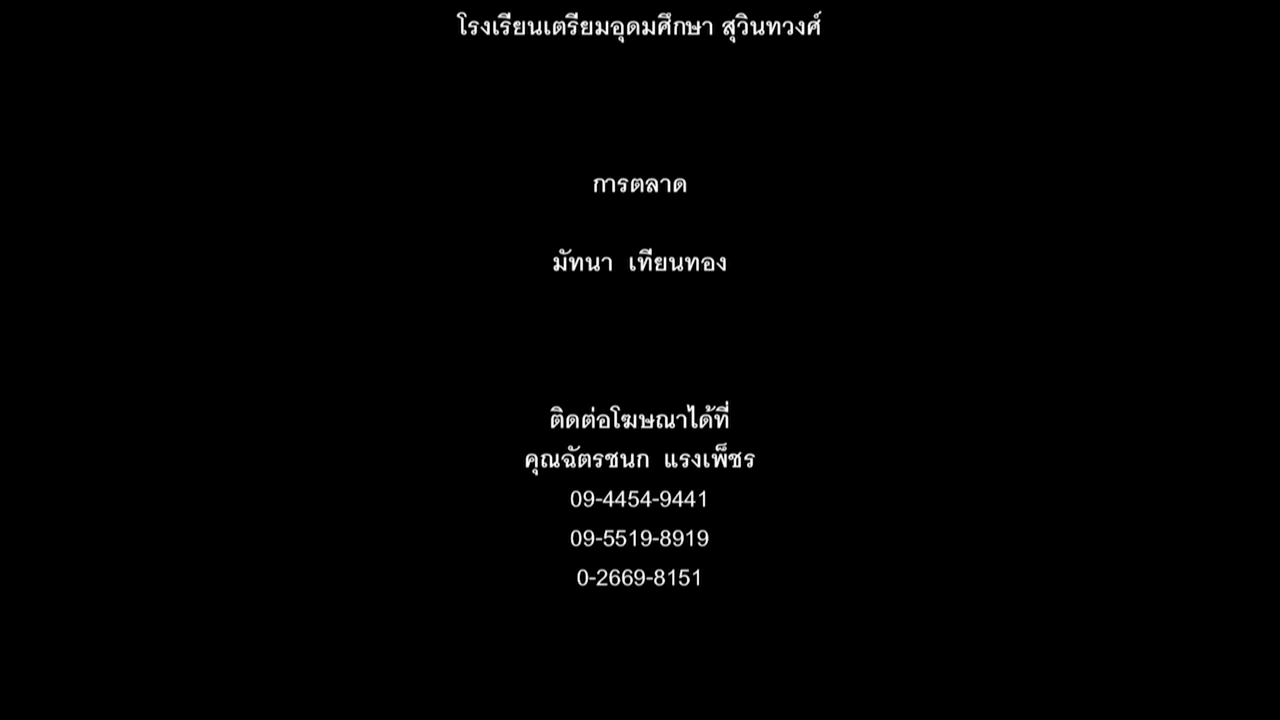 โรงเรียนเตรียมอุดมศึกษา สุวินทวงศ์
การตลาด
มัทนา เทียนทอง
ติดต่อโฆษณาได้ที่
คุณฉัตรชนก แรงเพ็ชร
09-4454-9441
09-5519-8919
0-2669-8151